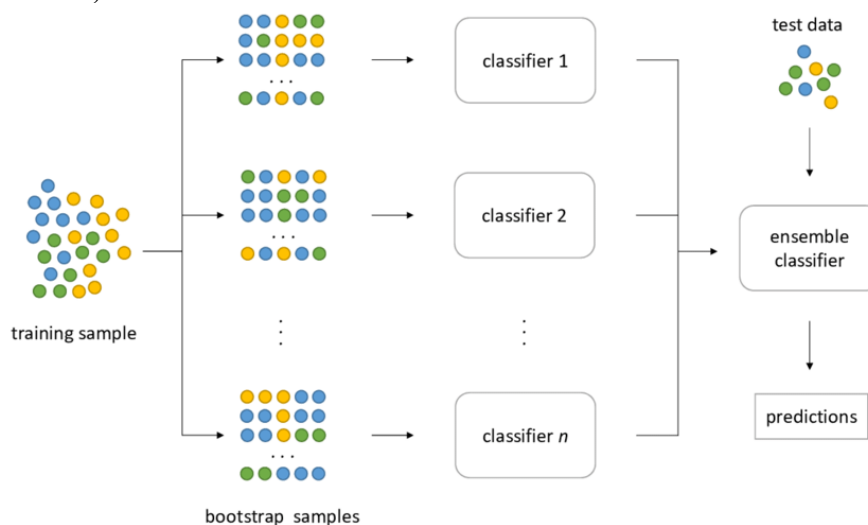 test data
classifier 1
classifier 2
ensemble
classifier
training sample
predictions
classifier n
bootstrap samples